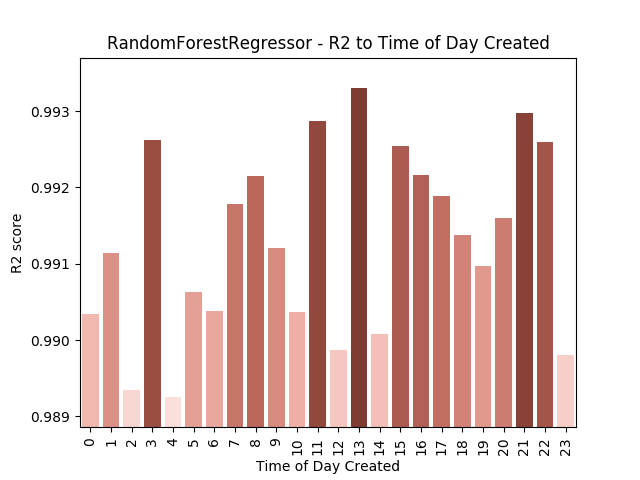 RandomForestRegressor - R2 to Time of Day Created
0.993
0.992
0.991
0.990
0.989
R2 score
0 1 2 3 4 5 6 7 8 9 10 11 12 13 14 15 16 17 18 19 20 21 22 23
Time of Day Created